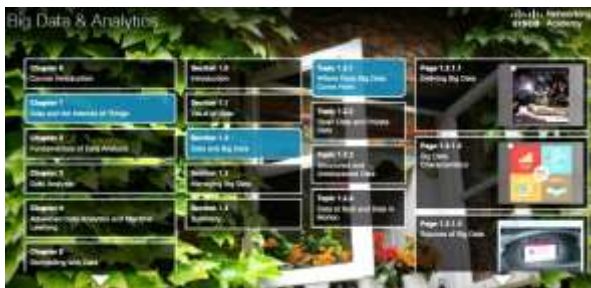 Big Data & Analytics
Networking
CISCO Academy
Chapter 0
Course Introduction
Chapter 1
Data and the Internet of Things
Chapter 2
Fundamentals of Data Analysis
Chapter 3
Data Analysis
Chapter 4
Advanced Data Analytics and Machine
Learning
Chapter 5
Storytelling with Data
Section 1.0
Introduction
Section 1.1
Section 1.2
Data and Big Data
Section 1.3
Managing Big Data
Section 1.4
Summary
Topic 1.2.1
Where Does Big Data
Come From
Topic 1.2.2
Open Data and Private
Data
Topic 1.2.3
Structured and
Unstructured Data
Topic 1.2.4
Data at Rest and Data in
Motion
Page 1.2.1.1
Defining Big Data
Page 1.2.1.2
Big Data
Characteristics
Page 1.2.1.3
Sources of Big Data